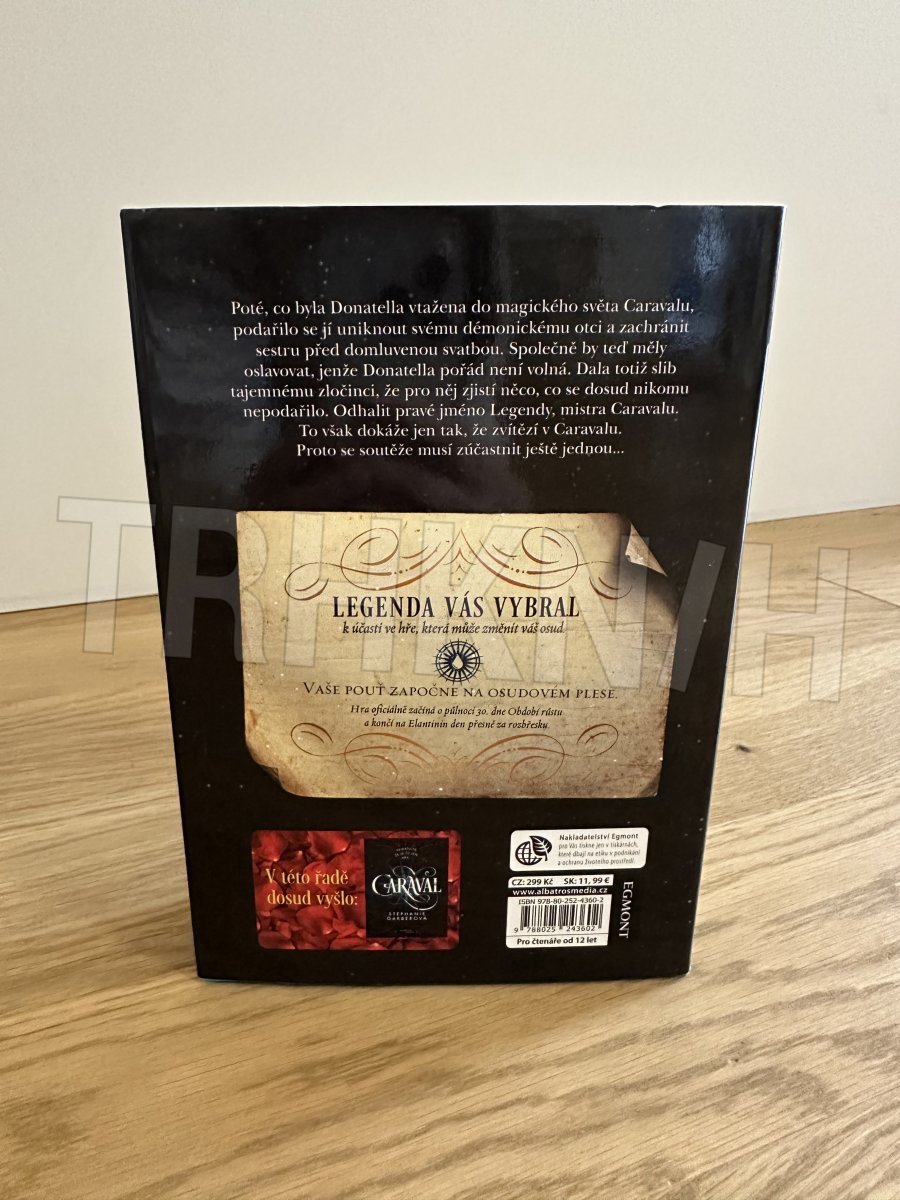 Poté, co byla Donatella vtažena do magického světa Caravalu,
podařilo se jí uniknout svému démonickému otci a zachránit
sestru před domluvenou svatbou. Společně by teď měly
oslavovat, jenže Donatella pořád není volná. Dala totiž slib
tajemnému zločinci, že pro něj zjistí něco, co se dosud nikomu
nepodařilo. Odhalit pravé jméno Legendy, mistra Caravalu.
To však dokáže jen tak, že zvítězí v Caravalu.
Proto se soutěže musí zúčastnit ještě jednou...
TRHKNIH
LEGENDA VÁS VYBRAL
k účastí ve hře, která může změnit váš osud.
VAŠE POUŤ ZAPOČNE NA OSUDOVÉM PLESE.
Hra oficiálně začíná o půlnoci 30. dne Období růstu
a končí na Elantinin den přesně za rozbřesku.
V této řadě
dosud vyšlo:
CARAVAL
STEPHANIE
GARBEROVÁ
Nakladatelství Egmont
pro Vás tiskne jen v tiskárnách,
které dbají na etiku v podnikání
a ochranu životního prostředí.
CZ: 299 Kč SK: 11, 99 €
www.albatrosmedia.cz
ISBN 978-80-252-4360-2
9 788025 243602
Pro čtenáře od 12 let
EGMONT